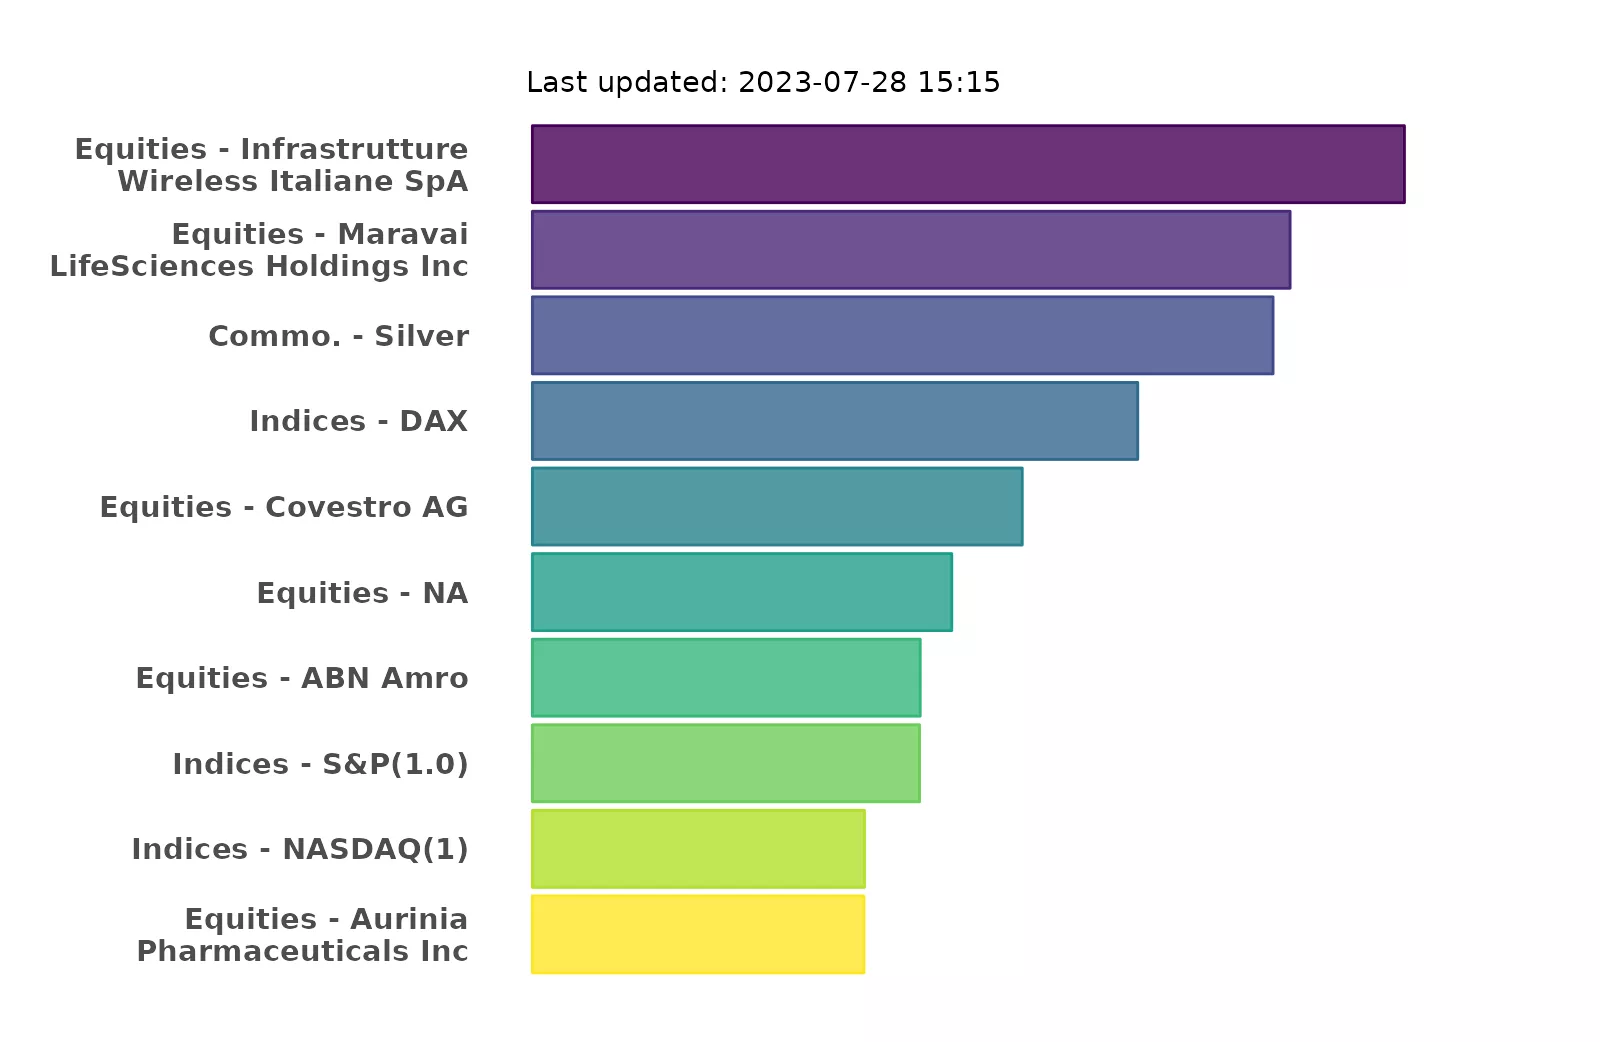 Last updated: 2023-07-28 15:15
Equities - Infrastrutture
Wireless Italiane SpA
Equities - Maravai
LifeSciences Holdings Inc
Commo. - Silver
Indices - DAX
Equities - Covestro AG
Equities - NA
Equities - ABN Amro
Indices - S&P(1.0)
Indices - NASDAQ(1)
Equities - Aurinia
Pharmaceuticals Inc